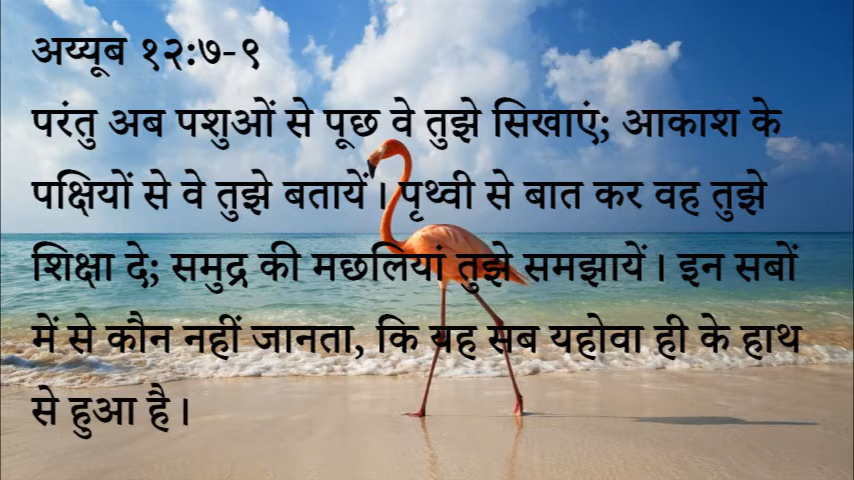 अय्यूब १२:७-९
परंतु अब पशुओं से पूछ वे तुझे सिखाएं; आकाश के
पक्षियों से वे तुझे बतायें। पृथ्वी से बात कर वह तुझे
शिक्षा दे; समुद्र की मछलियां तुझे समझायें। इन सबों
में से कौन नहीं जानता, कि यह सब यहोवा ही के हाथ
से हुआ है।